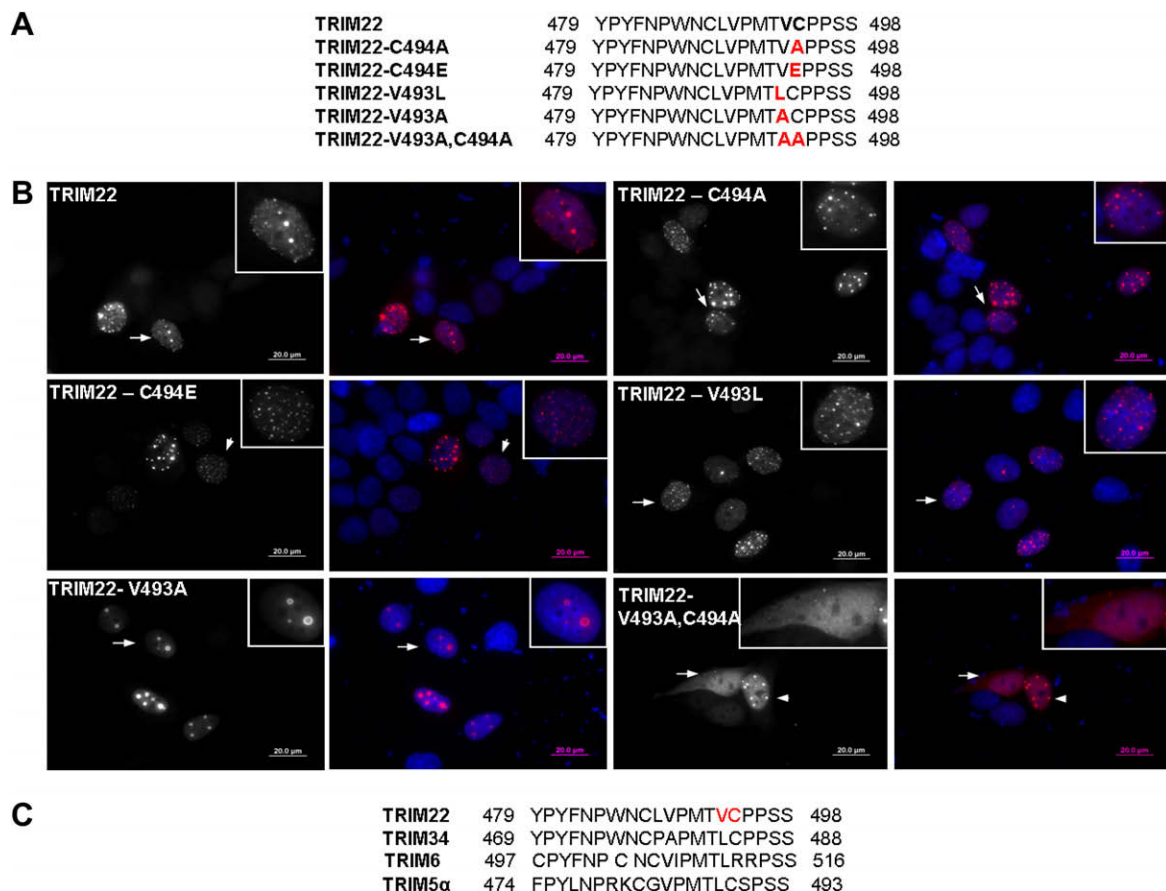 A
TRIM22 479 YPYFNPWNCLVPMTVCPPSS 498
TRIM22-C494A 479 YPYFNPWNCLVPMTVAPPSS 498
TRIM22-C494E 479 YPYFNPWNCLVPMTVEPPSS 498
TRIM22-V493L 479 YPYFNPWNCLVPMTLCPPSS 498
TRIM22-V493A 479 YPYFNPWNCLVPMTACPPSS 498
TRIM22-V493A,C494A 479 YPYFNPWNCLVPMTAAPPSS 498
B
TRIM22
20.0 µm
20.0 µm
TRIM22 – C494A
20.0 µm
20.0 µm
TRIM22 – C494E
20.0 µm
20.0 µm
TRIM22 – V493L
20.0 µm
20.0 µm
TRIM22- V493A
20.0 µm
20.0 µm
TRIM22-
V493A,C494A
20.0 µm
20.0 µm
C
TRIM22 479 YPYFNPWNCLVPMTVCPPSS 498
TRIM34 469 YPYFNPWNCPAPMTLCPPSS 488
TRIM6 497 CPYFNP C NCVIPMTLRRPSS 516
TRIM5α 474 FPYLNPRKCGVPMTLCSPSS 493